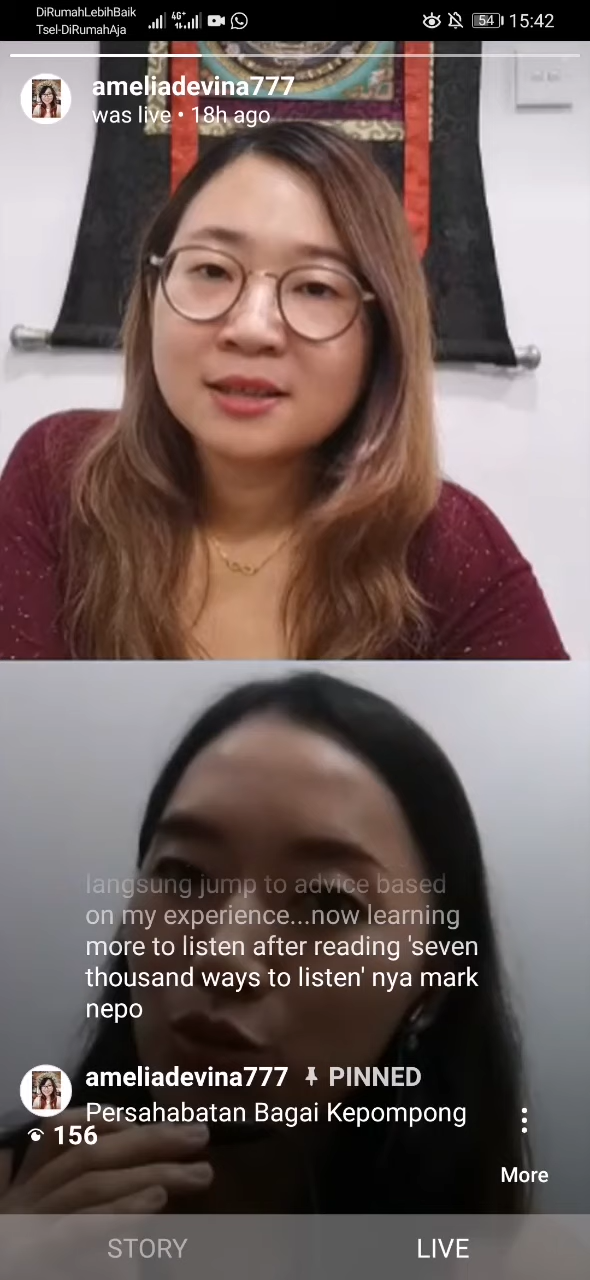 DiRumahLebihBaik
Tsel-DiRumahAja
4G+
54
15:42
ameliadevina777
was live • 18h ago
langsung jump to advice based
on my experience...now learning
more to listen after reading 'seven
thousand ways to listen' nya mark
nepo
ameliadevina777 PINNED
Persahabatan Bagai Kepompong
156
More
STORY LIVE